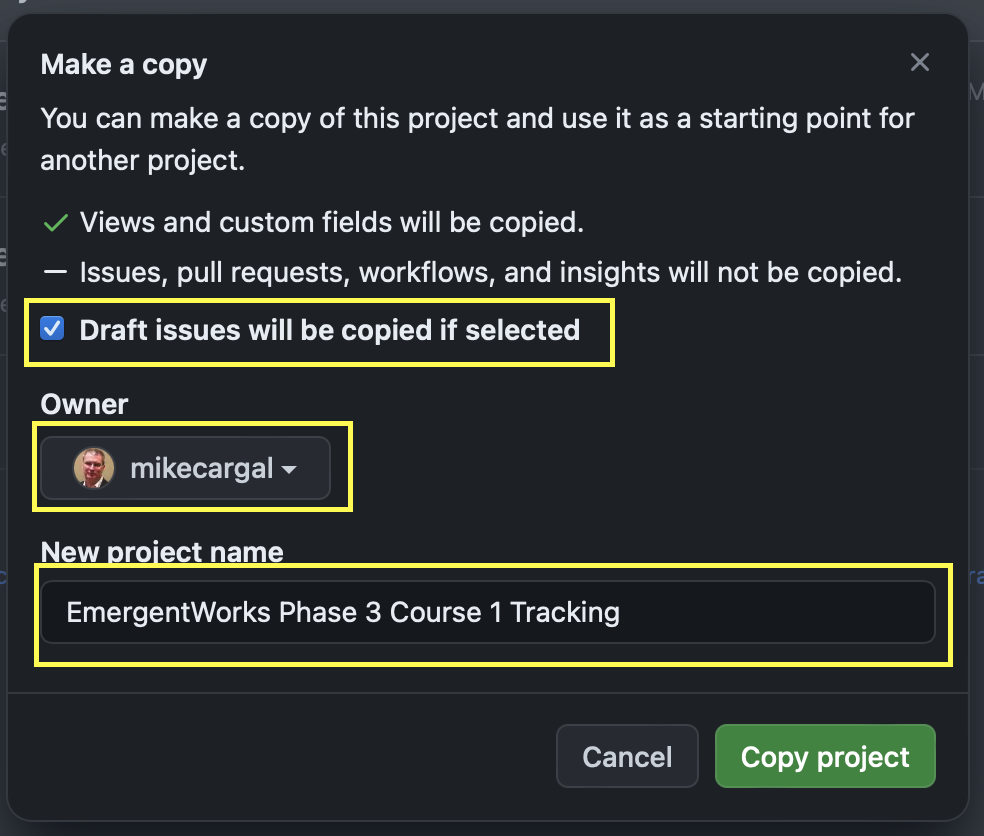 Make a copy
You can make a copy of this project and use it as a starting point for
another project.
Views and custom fields will be copied.
Issues, pull requests, workflows, and insights will not be copied.
Draft issues will be copied if selected
Owner
mikecargal
New project name
EmergentWorks Phase 3 Course 1 Tracking
Cancel
Copy project